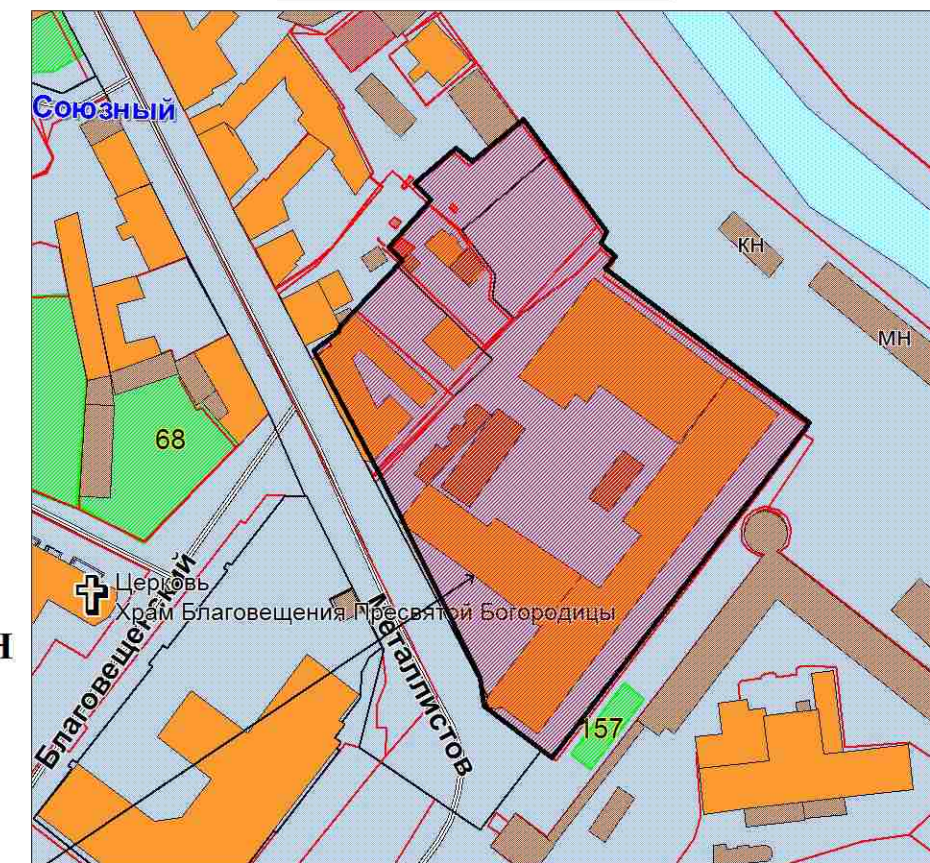 Союзный
кн
мн
68
Церковь
Храм Благовещения Пресвятой Богородицы
н
Благовещенский
Металлистов
157